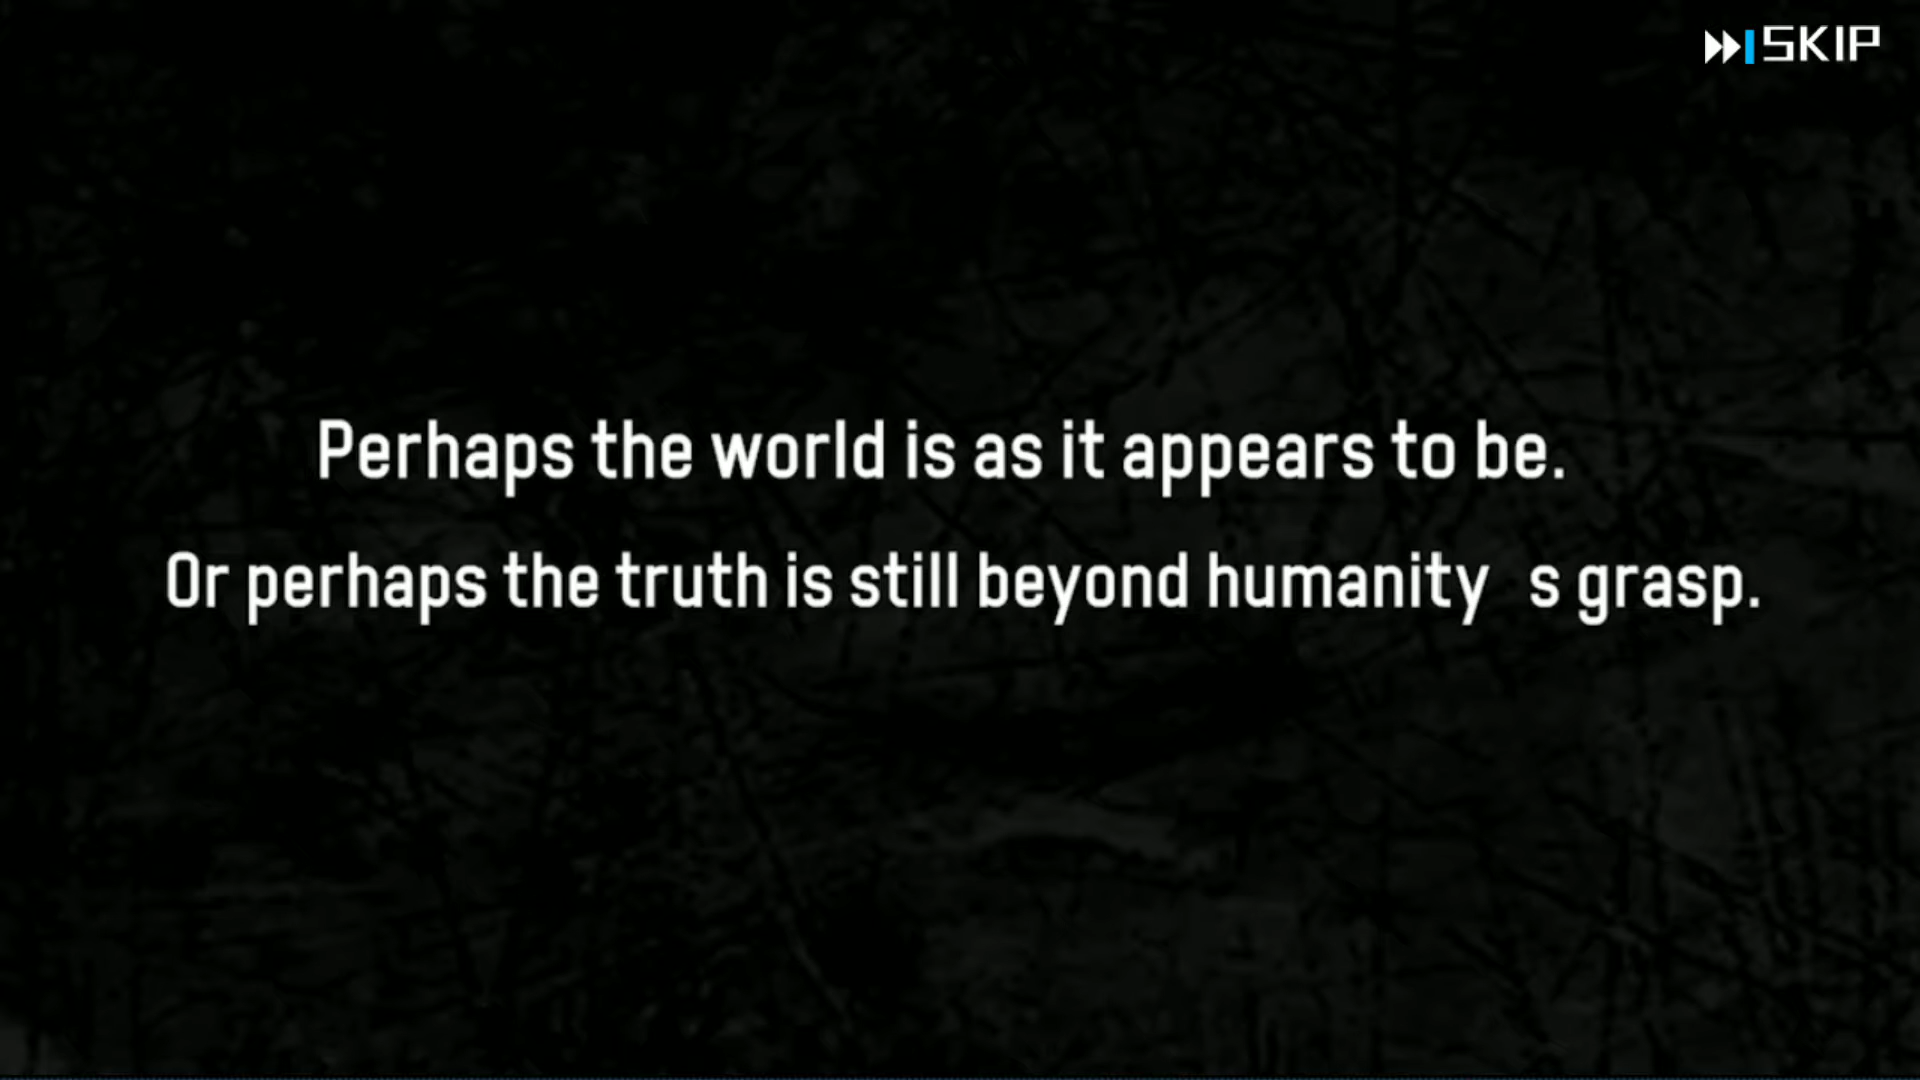 SKIP
Perhaps the world is as it appears to be.
Or perhaps the truth is still beyond humanity s grasp.